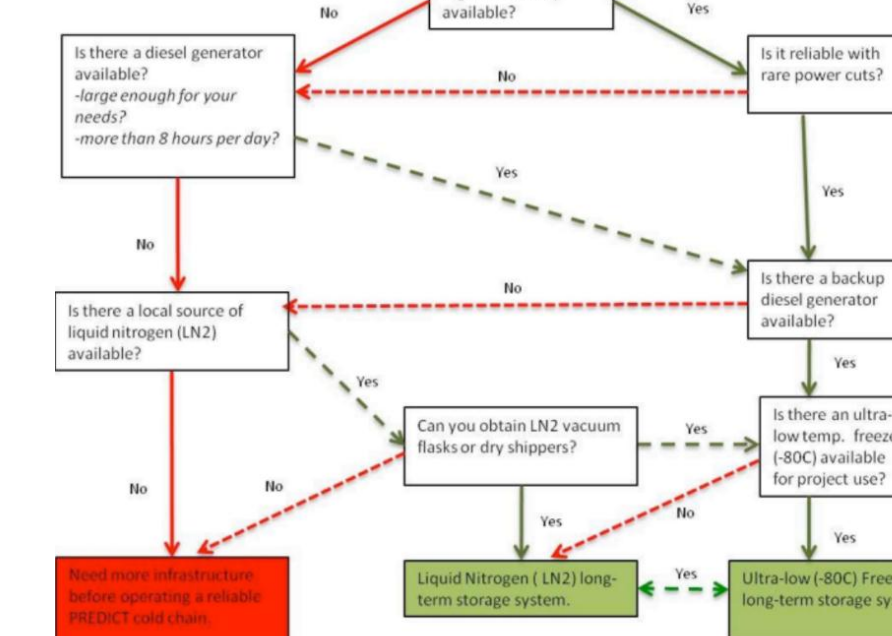 available?
No
Yes
Is there a diesel generator
available?
-large enough for your
needs?
-more than 8 hours per day?
Is it reliable with
rare power cuts?
No
Yes
Yes
No
Is there a backup
diesel generator
available?
No
Is there a local source of
liquid nitrogen (LN2)
available?
Yes
Yes
Can you obtain LN2 vacuum
flasks or dry shippers?
Yes
Is there an ultra-
low temp. freeze
(-80C) available
for project use?
No
No
No
Yes
Yes
Need more infrastructure
before operating a reliable
PREDICT cold chain.
Liquid Nitrogen ( LN2) long-
term storage system.
Yes
Ultra-low (-80C) Free
long-term storage sy